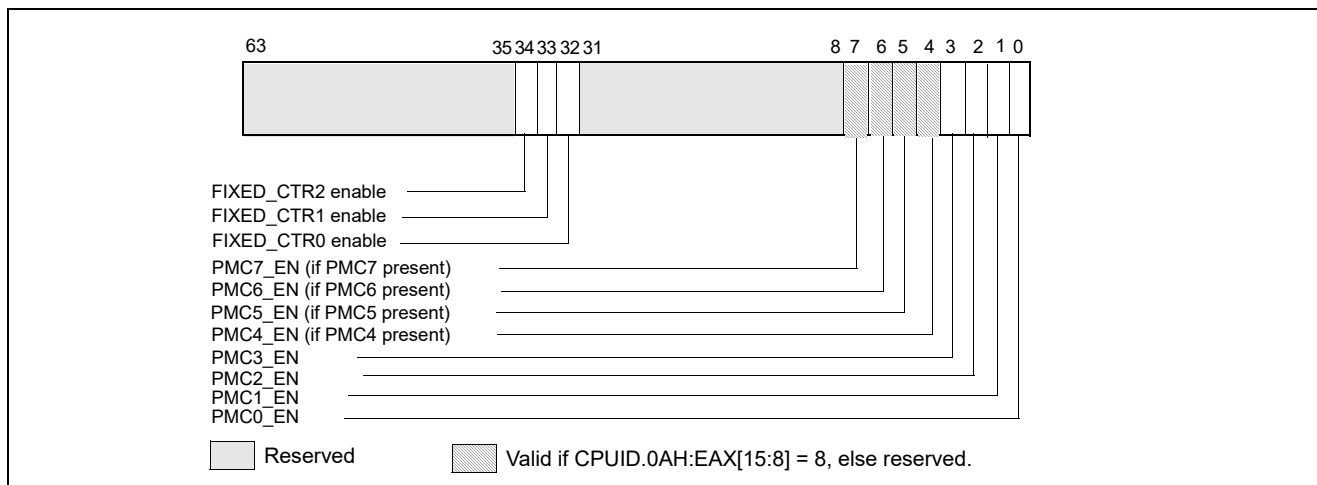 63 35 34 33 32 31 8 7 6 5 4 3 2 1 0
FIXED_CTR2 enable
FIXED_CTR1 enable
FIXED_CTR0 enable
PMC7_EN (if PMC7 present)
PMC6_EN (if PMC6 present)
PMC5_EN (if PMC5 present)
PMC4_EN (if PMC4 present)
PMC3_EN
PMC2_EN
PMC1_EN
PMC0_EN
Reserved Valid if CPUID.0AH:EAX[15:8] = 8, else reserved.